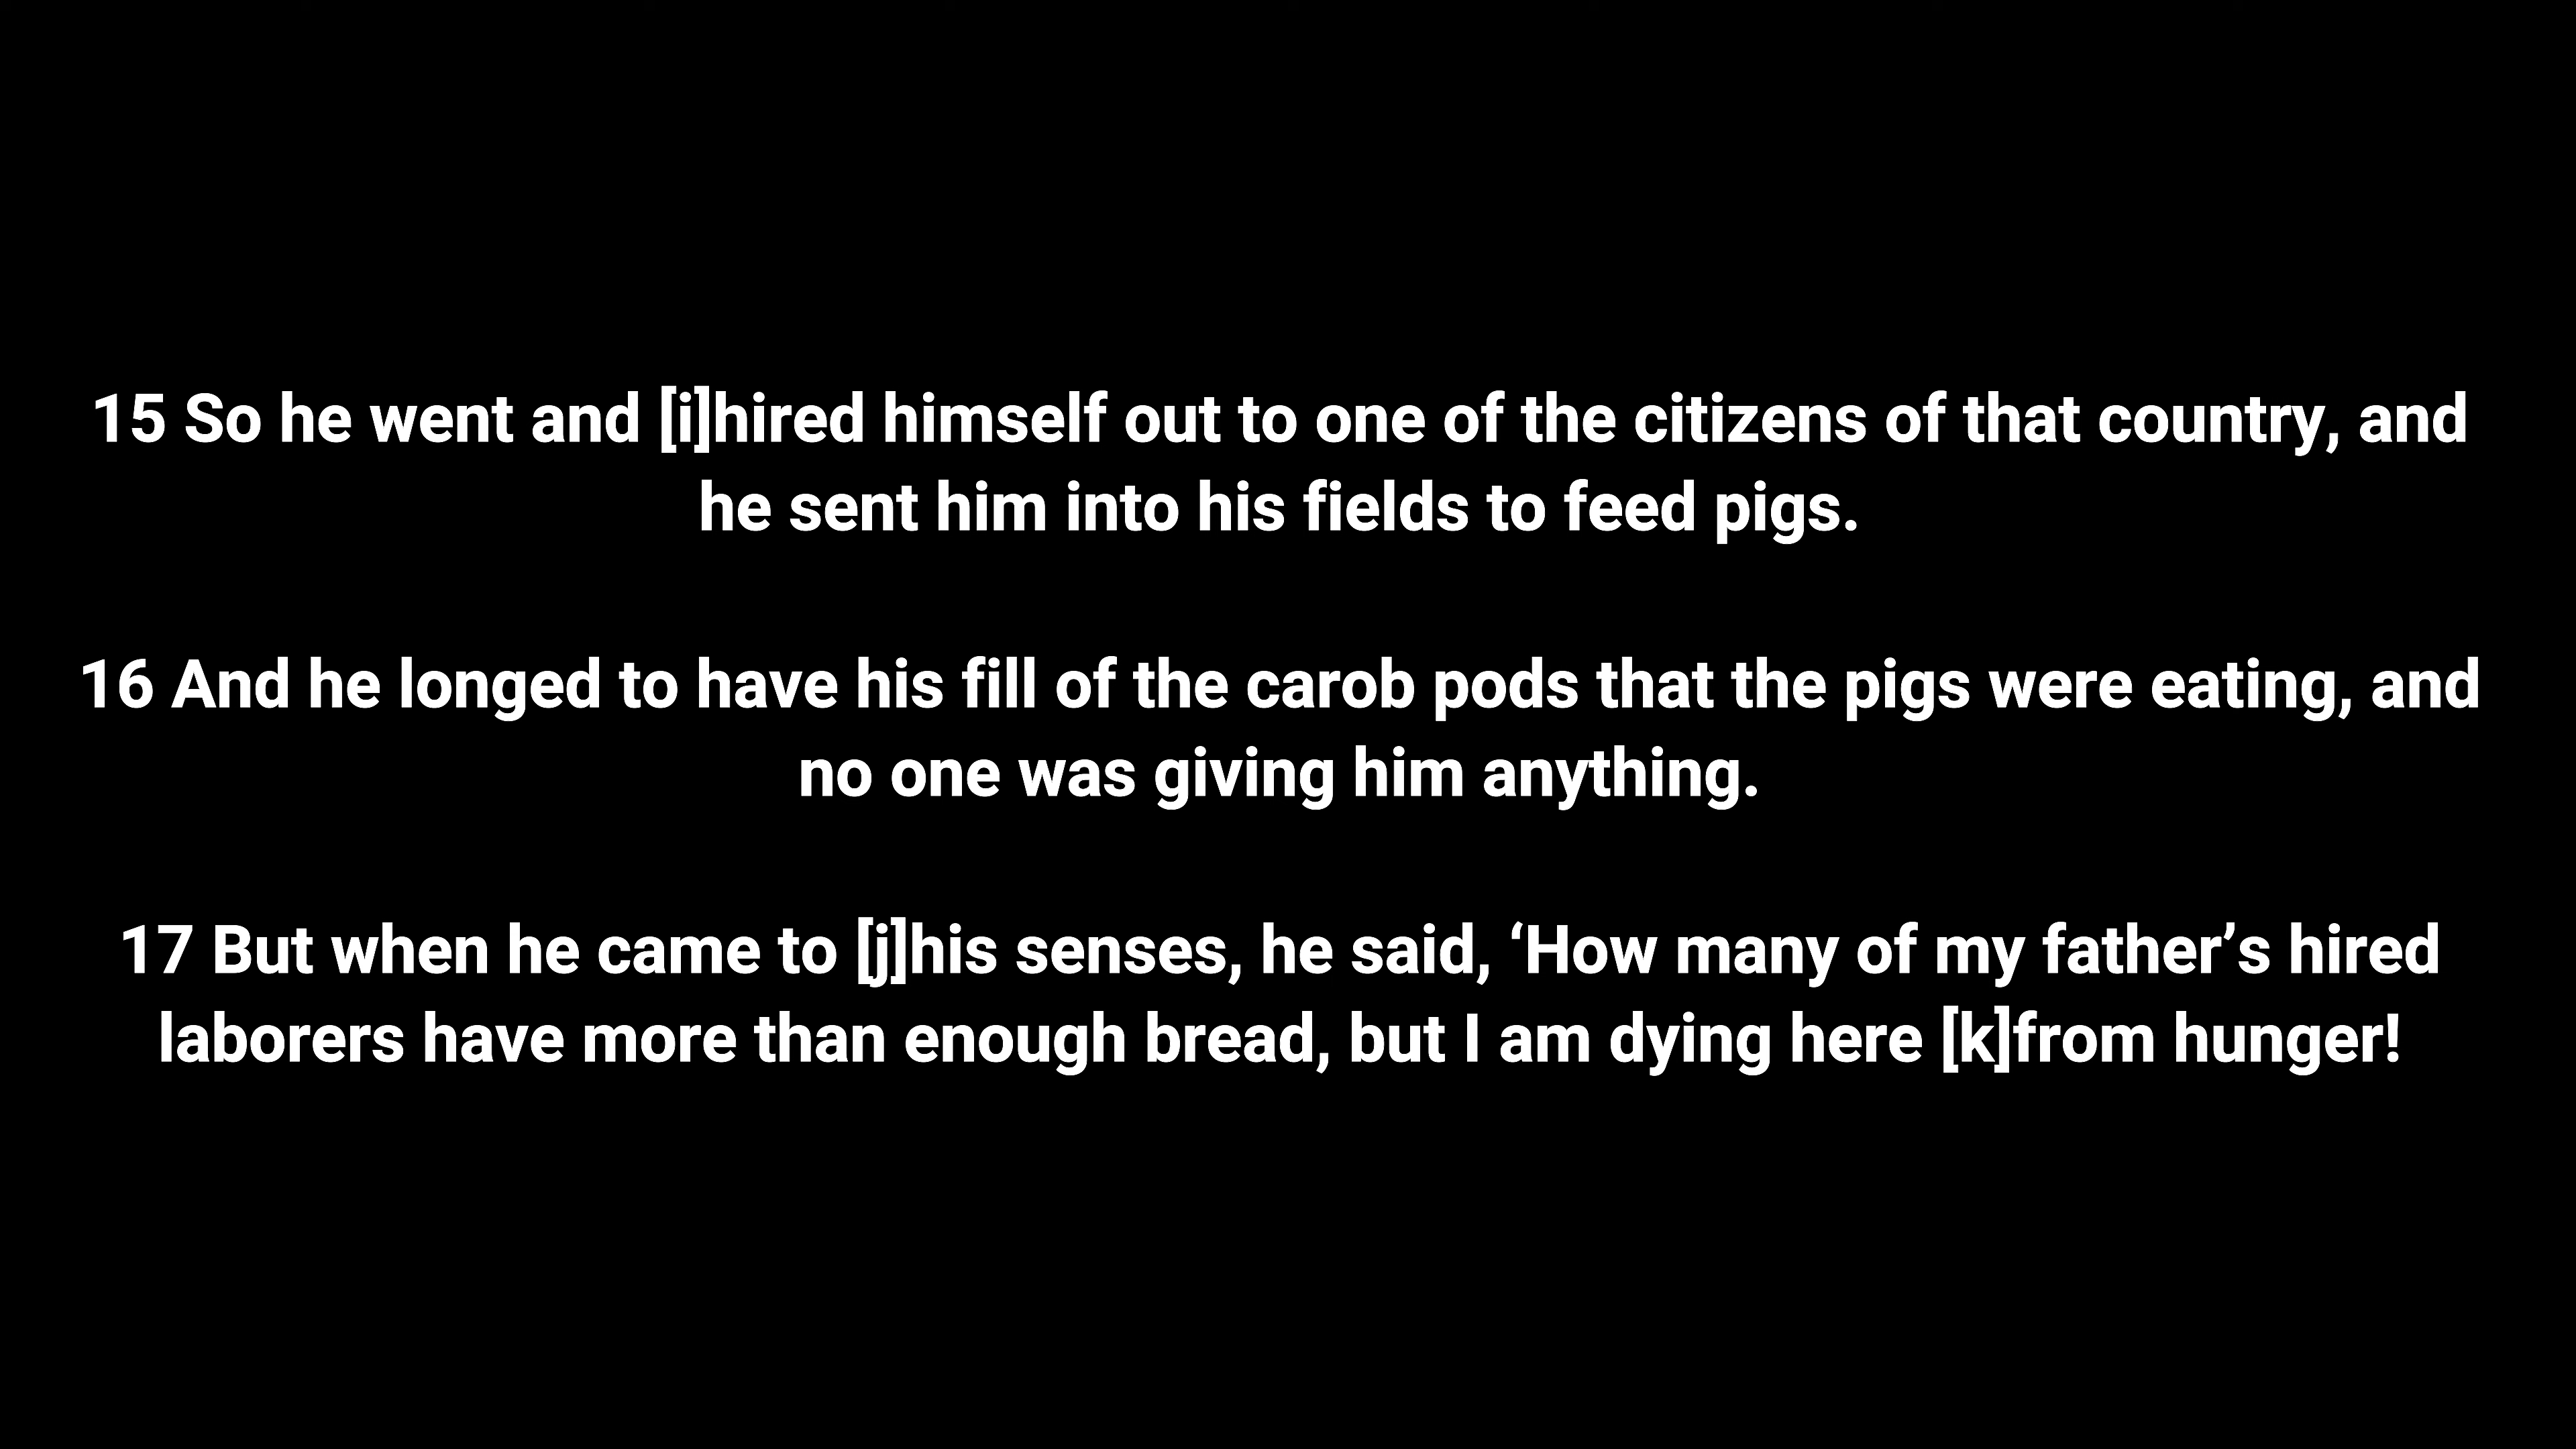 15 So he went and [i]hired himself out to one of the citizens of that country, and
he sent him into his fields to feed pigs.
16 And he longed to have his fill of the carob pods that the pigs were eating, and
no one was giving him anything.
17 But when he came to [j]his senses, he said, ‘How many of my father’s hired
laborers have more than enough bread, but I am dying here [k]from hunger!